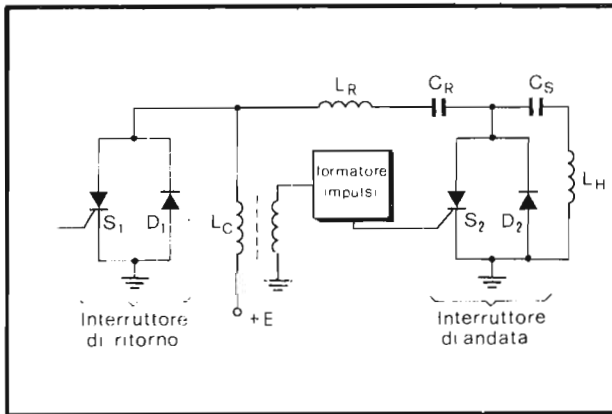 L_R
C_R
C_S
formatore
impulsi
L_H
S_1
D_1
L_C
S_2
D_2
+E
Interruttore
di ritorno
Interruttore
di andata